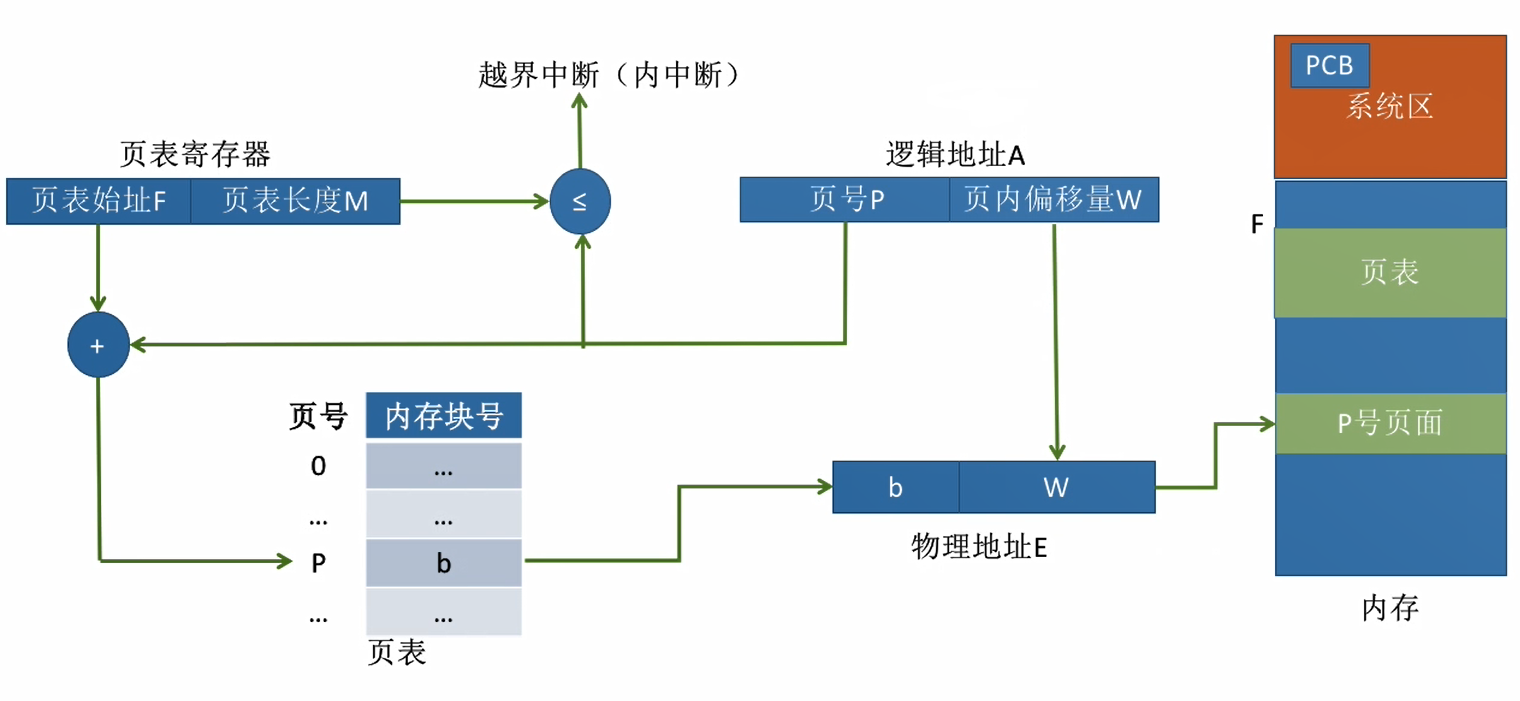 越界中断（内中断）
PCB
系统区
页表寄存器
逻辑地址A
页表始址F
页表长度M
≤
页号P
页内偏移量W
F
页表
+
页号
内存块号
0
...
...
...
P
b
...
...
页表
b
W
物理地址E
P号页面
内存